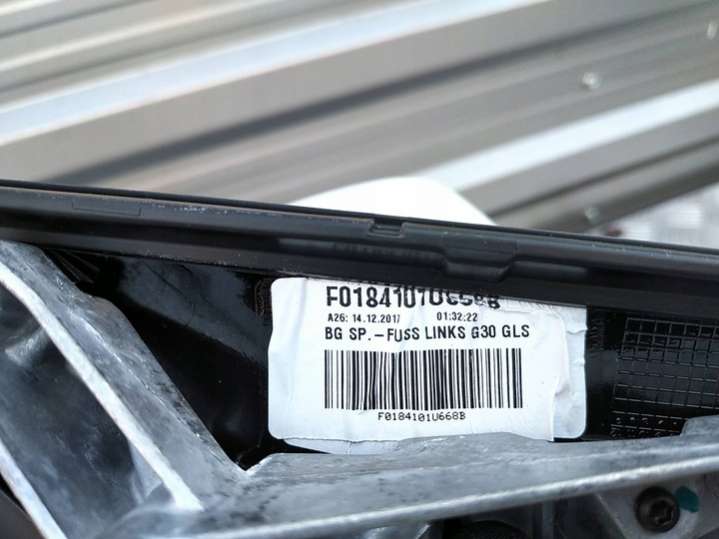 F0184101U668B
A26: 14.12.2017 01:32:22
BG SP.-FUSS LINKS G30 GLS
F0184101U668B